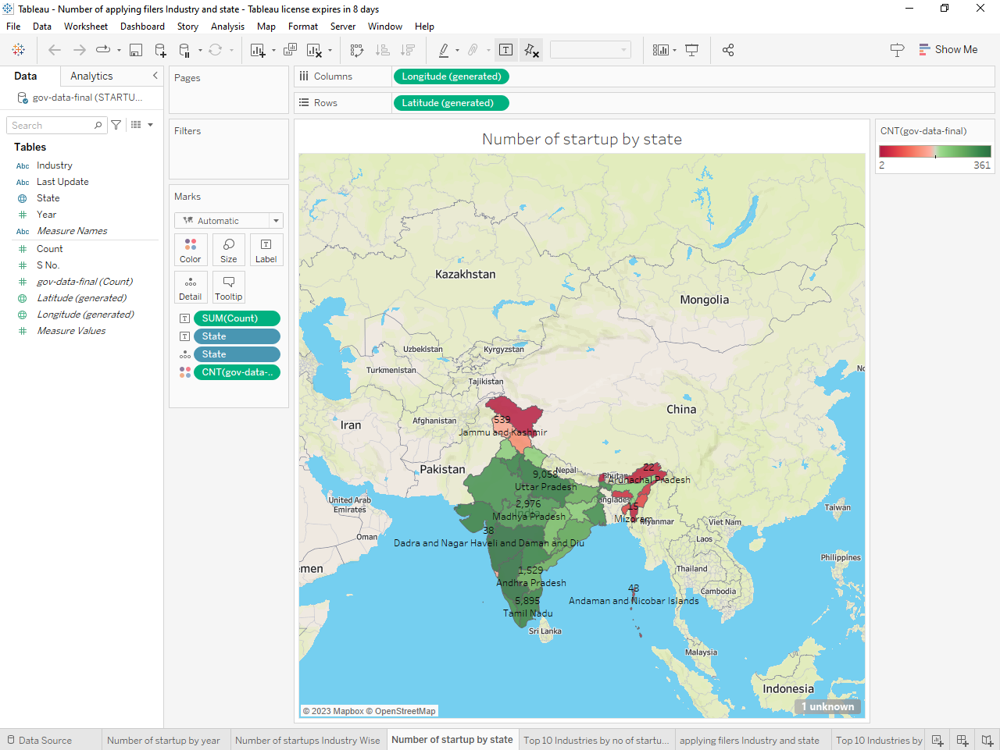 Tableau - Number of applying filers Industry and state - Tableau license expires in 8 days
File Data Worksheet Dashboard Story Analysis Map Format Server Window Help
Show Me
Data Analytics
gov-data-final (STARTU...
Search
Tables
Abc Industry
Abc Last Update
State
Year
Abc Measure Names
Count
S No.
gov-data-final (Count)
Latitude (generated)
Longitude (generated)
Measure Values
Pages
Filters
Marks
Automatic
Color Size Label
Detail Tooltip
SUM(Count)
State
State
CNT(gov-data-..
Columns Longitude (generated)
Rows Latitude (generated)
Number of startup by state
Kazakhstan
Mongolia
Uzbekistan Kyrgyzstan
Turkmenistan
Tajikistan
No
China
Afghanistan
Iran
539
Jammu and Kashmir
Pakistan
Nepal
Bhutan
22
Arunachal Pradesh
9,058
Uttar Pradesh
United Arab
Emirates
2,976
Madhya Pradesh
India
nglades
15
Mizoram
Myanmar
Taiwan
Viet Nam
Laos
Oman
38
Dadra and Nagar Haveli and Daman and Diu
men
1,529
Andhra Pradesh
Thailand
Philippines
Cambodia
43
Andaman and Nicobar Islands
5,895
Tamil Nadu
Sri Lanka
Malaysia
Indonesia
1 unknown
© 2023 Mapbox © OpenStreetMap
CNT(gov-data-final)
2 361
Data Source
Number of startup by year
Number of startups Industry Wise
Number of startup by state
Top 10 Industries by no of startu...
applying filers Industry and state
Top 10 Industries by